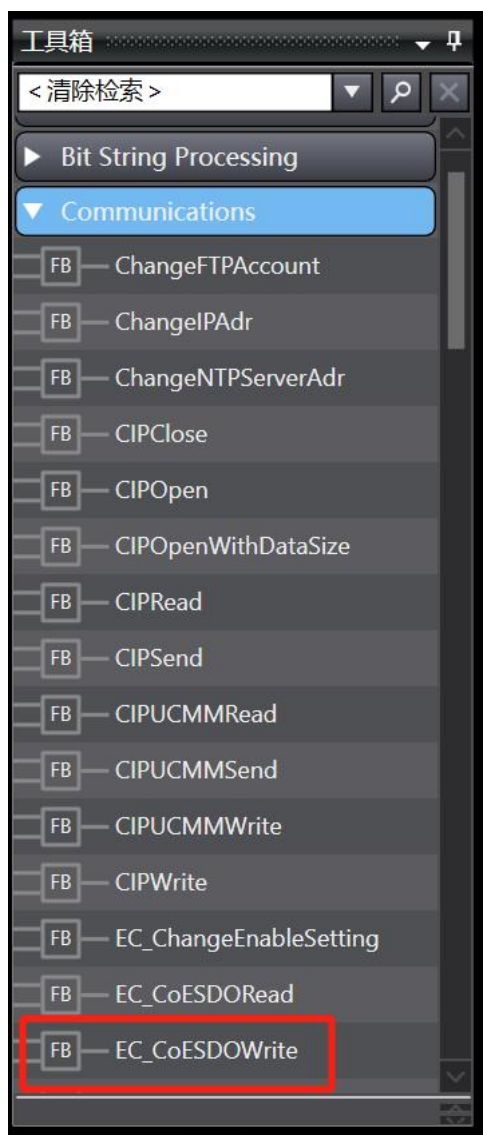 工具箱
<清除检索>
Bit String Processing
Communications
FB ChangeFTPAccount
FB ChangeIPAdr
FB ChangeNTPServerAdr
FB CIPClose
FB CIPOpen
FB CIPOpenWithDataSize
FB CIPRead
FB CIPSend
FB CIPUCMMRead
FB CIPUCMMSend
FB CIPUCMMWrite
FB CIPWrite
FB EC_ChangeEnableSetting
FB EC_CoESDORead
FB EC_CoESDOWrite